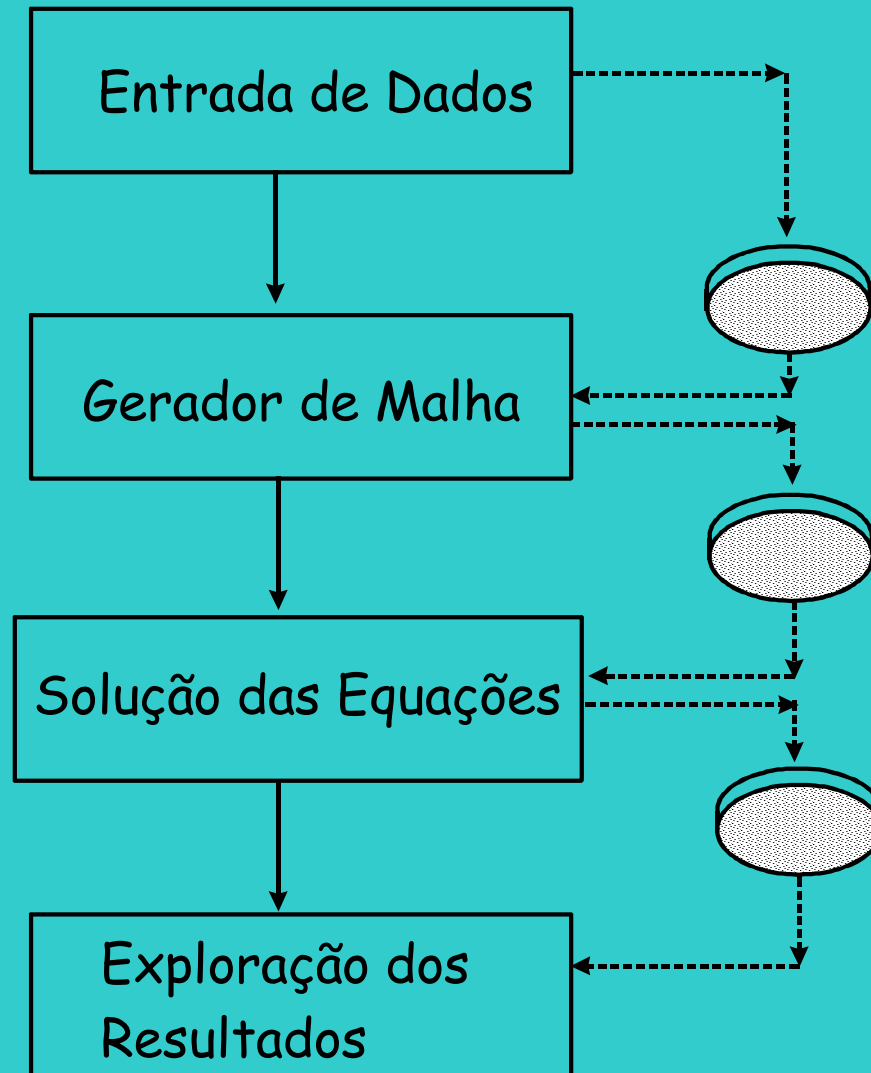 Entrada de Dados
Gerador de Malha
Solução das Equações
Exploração dos
Resultados